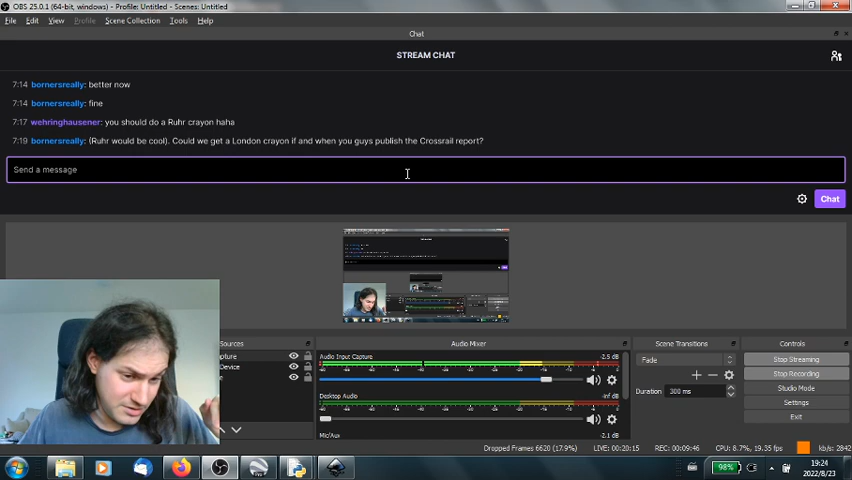 OBS 25.0.1 (64-bit, windows) - Profile: Untitled - Scenes: Untitled
File Edit View Profile Scene Collection Tools Help
Chat
STREAM CHAT
7:14 bornersreally: better now
7:14 bornersreally: fine
7:17 wehringhausener: you should do a Ruhr crayon haha
7:19 bornersreally: (Ruhr would be cool). Could we get a London crayon if and when you guys publish the Crossrail report?
Send a message
Chat
Sources
Audio Mixer
Scene Transitions
Controls
pture
Audio Input Capture
-2.5 dB
Fade
Stop Streaming
Device
Stop Recording
Duration 300 ms
Studio Mode
Desktop Audio
-inf dB
Settings
Exit
Mic/Aux
-2.1 dB
Dropped Frames 6620 (17.9%)
LIVE: 00:20:15
REC: 00:09:46
CPU: 8.7%, 19.35 fps
kb: 2842
98%
19:24
2022/8/23